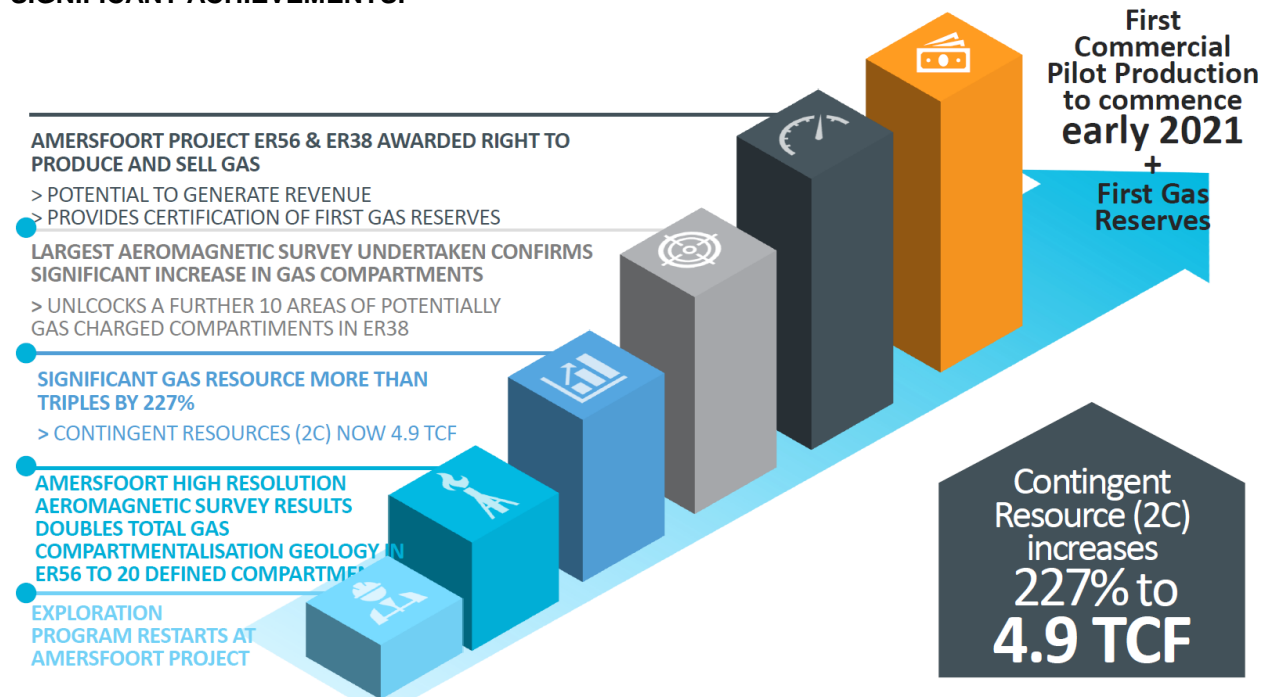 SIGNIFICANT ACHIEVEMENTS:
First
Commercial
Pilot Production
to commence
early 2021
+
First Gas
Reserves
AMERSFOORT PROJECT ER56 & ER38 AWARDED RIGHT TO
PRODUCE AND SELL GAS
> POTENTIAL TO GENERATE REVENUE
> PROVIDES CERTIFICATION OF FIRST GAS RESERVES
LARGEST AEROMAGNETIC SURVEY UNDERTAKEN CONFIRMS
SIGNIFICANT INCREASE IN GAS COMPARTMENTS
> UNLCOCKS A FURTHER 10 AREAS OF POTENTIALLY
GAS CHARGED COMPARTIMENTS IN ER38
SIGNIFICANT GAS RESOURCE MORE THAN
TRIPLES BY 227%
> CONTINGENT RESOURCES (2C) NOW 4.9 TCF
AMERSFOORT HIGH RESOLUTION
AEROMAGNETIC SURVEY RESULTS
DOUBLES TOTAL GAS
COMPARTMENTALISATION GEOLOGY IN
ER56 TO 20 DEFINED
EXPLORATION
PROGRAM RESTARTS AT
AMERSFOORT PROJECT
Contingent
Resource (2C)
increases
227% to
4.9 TCF